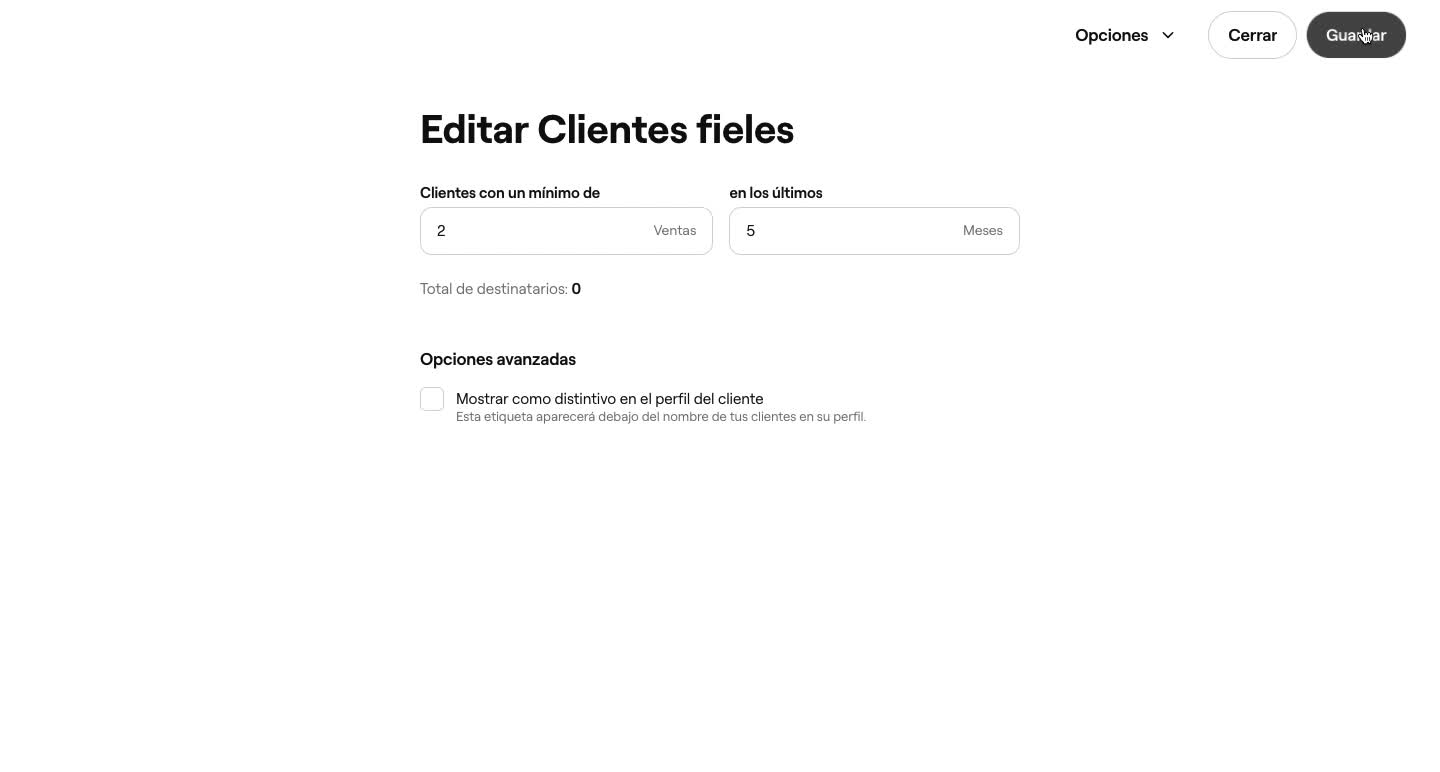 Opciones
Cerrar
Guardar
Editar Clientes fieles
Clientes con un mínimo de
en los últimos
2 Ventas
5 Meses
Total de destinatarios: 0
Opciones avanzadas
Mostrar como distintivo en el perfil del cliente
Esta etiqueta aparecerá debajo del nombre de tus clientes en su perfil.